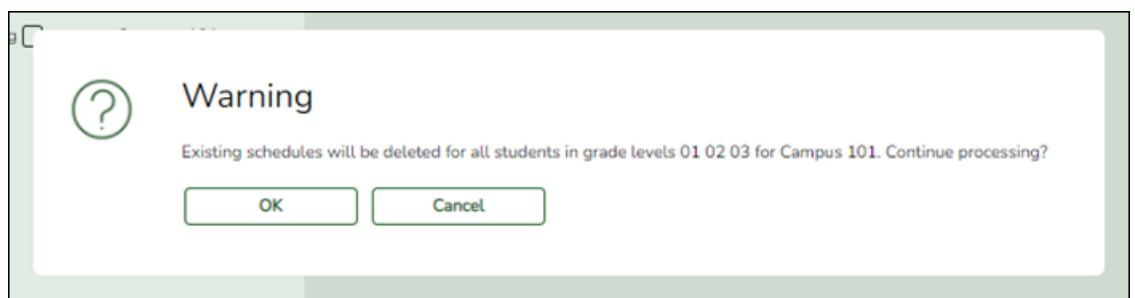 Warning
Existing schedules will be deleted for all students in grade levels 01 02 03 for Campus 101. Continue processing?
OK
Cancel